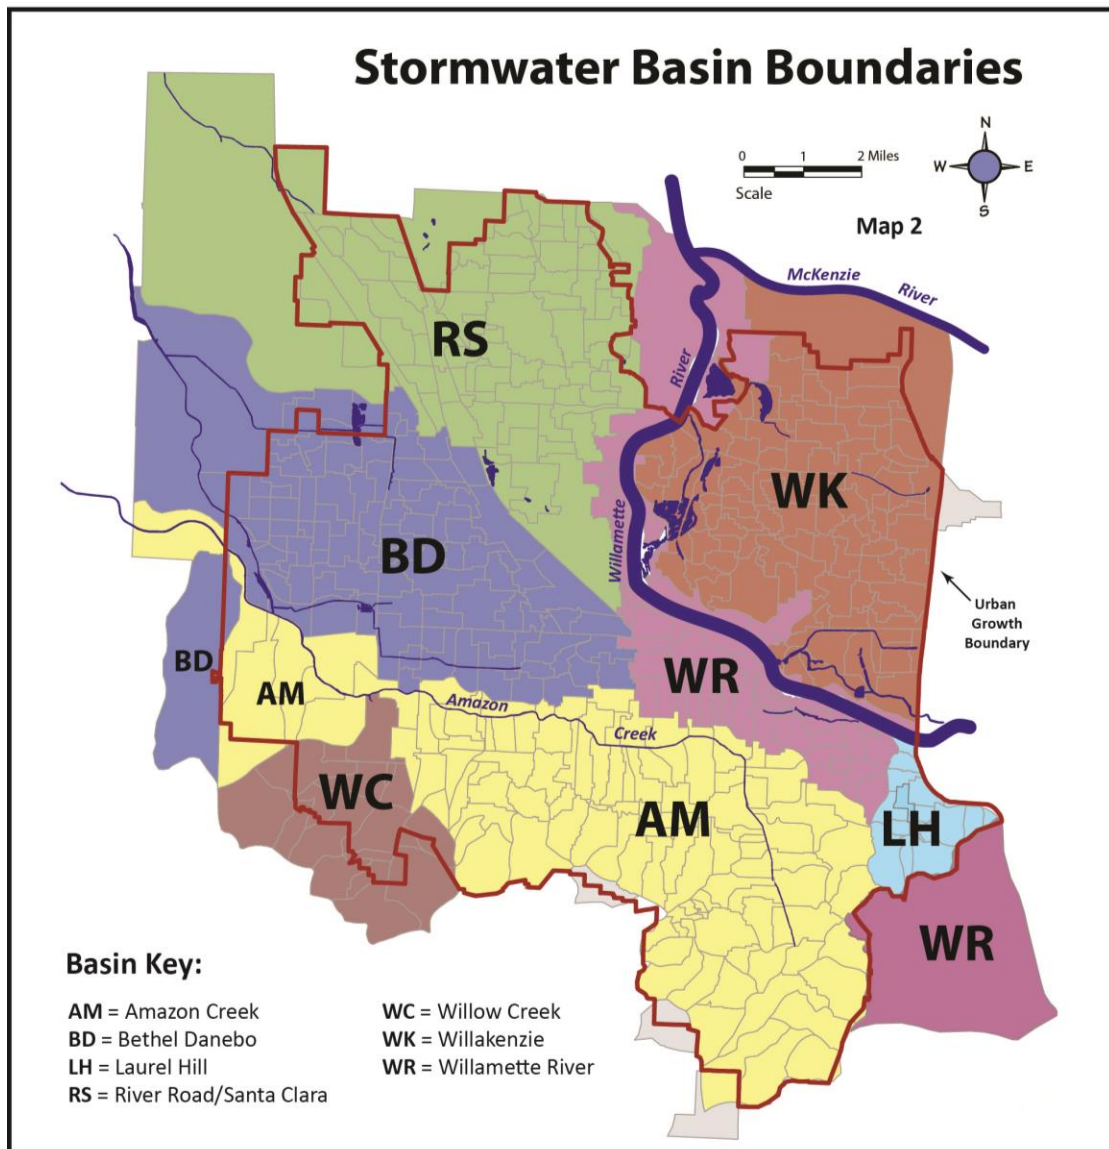 Stormwater Basin Boundaries
N
W E
S
0 1 2 Miles
Scale
Map 2
McKenzie
River
RS
River
WK
BD
Willamette
Urban
Growth
Boundary
BD
WR
AM
Amazon
Creek
WC
AM
LH
WR
Basin Key:
AM = Amazon Creek
BD = Bethel Danebo
LH = Laurel Hill
RS = River Road/Santa Clara
WC = Willow Creek
WK = Willakenzie
WR = Willamette River